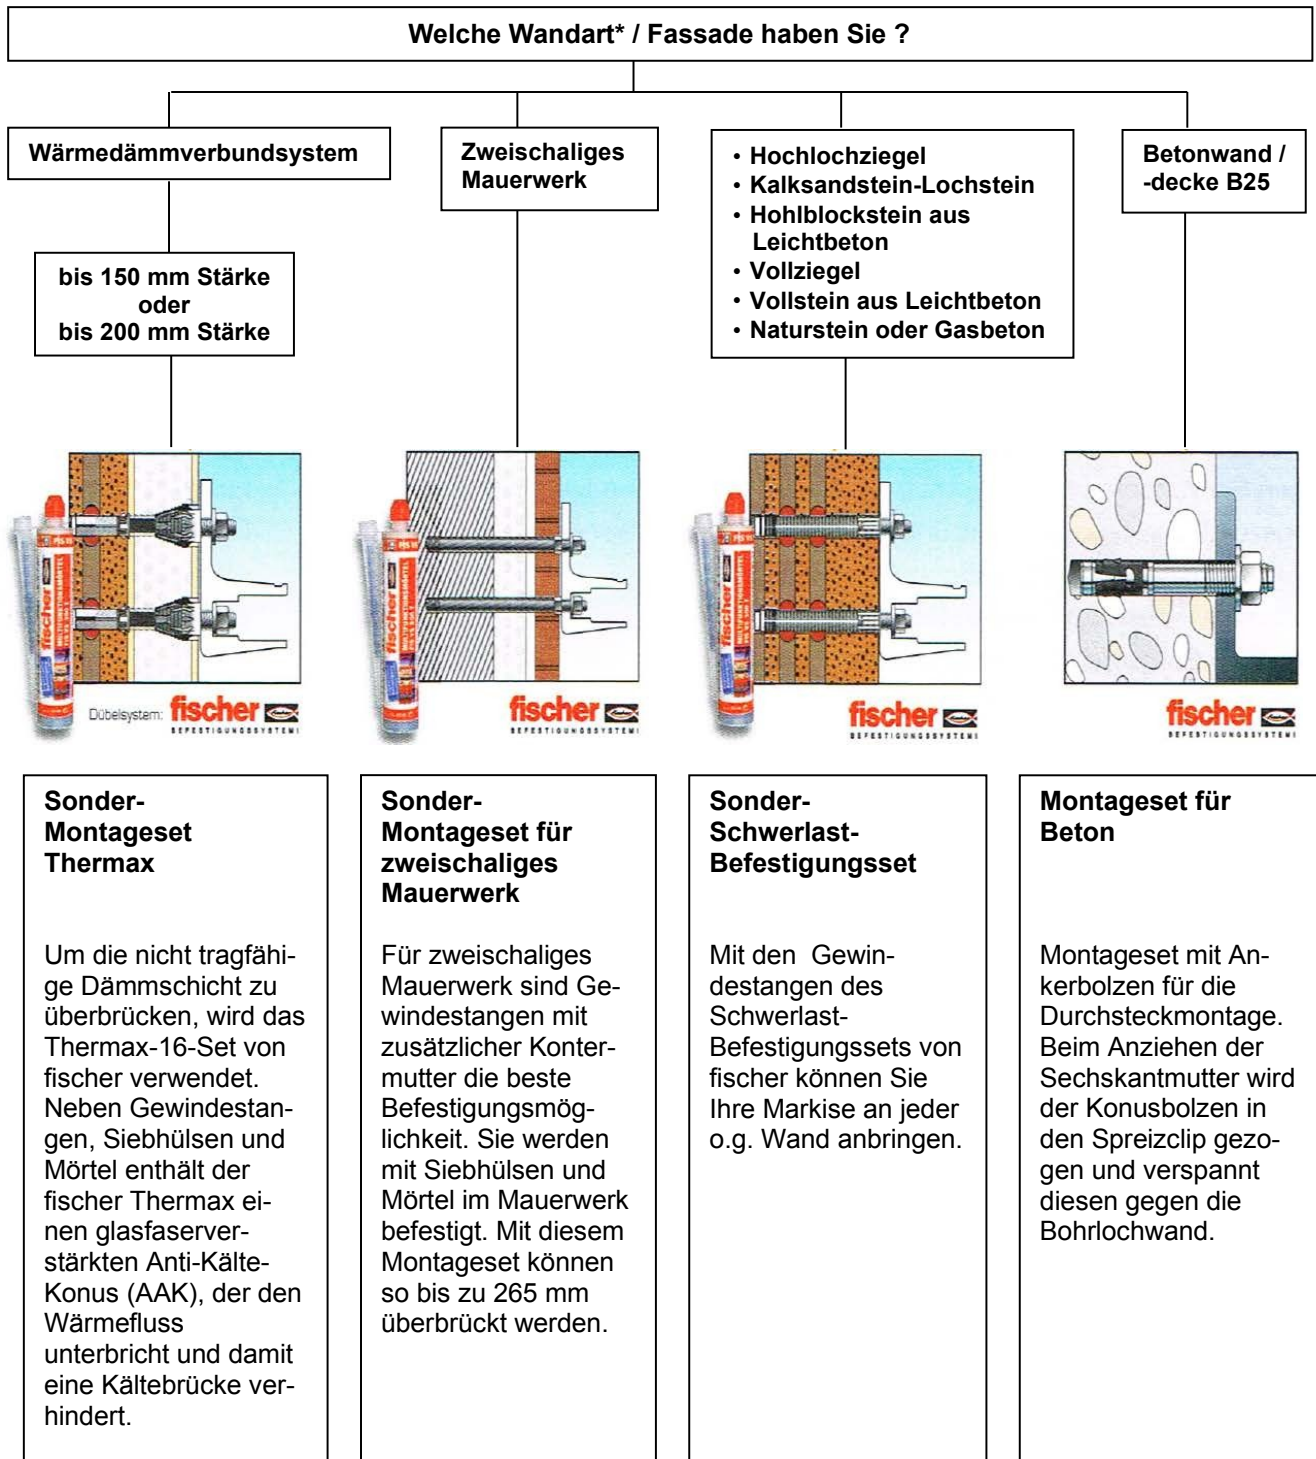 Welche Wandart* / Fassade haben Sie ?
Wärmedämmverbundsystem
bis 150 mm Stärke
oder
bis 200 mm Stärke
Zweischaliges
Mauerwerk
• Hochlochziegel
• Kalksandstein-Lochstein
• Hohlblockstein aus
Leichtbeton
• Vollziegel
• Vollstein aus Leichtbeton
• Naturstein oder Gasbeton
Betonwand /
-decke B25
fischer
MULTIFUNKTIONSMÖRTEL
Dübelsystem: fischer
BEFESTIGUNGSSYSTEME
fischer
fischer
BEFESTIGUNGSSYSTEME
fischer
fischer
BEFESTIGUNGSSYSTEME
fischer
BEFESTIGUNGSSYSTEME
Sonder-
Montageset
Thermax
Um die nicht tragfähi-
ge Dämmschicht zu
überbrücken, wird das
Thermax-16-Set von
fischer verwendet.
Neben Gewindestan-
gen, Siebhülsen und
Mörtel enthält der
fischer Thermax ei-
nen glasfaserver-
stärkten Anti-Kälte-
Konus (AAK), der den
Wärmefluss
unterbricht und damit
eine Kältebrücke ver-
hindert.
Sonder-
Montageset für
zweischaliges
Mauerwerk
Für zweischaliges
Mauerwerk sind Ge-
windestangen mit
zusätzlicher Konter-
mutter die beste
Befestigungsmög-
lichkeit. Sie werden
mit Siebhülsen und
Mörtel im Mauerwerk
befestigt. Mit diesem
Montageset können
so bis zu 265 mm
überbrückt werden.
Sonder-
Schwerlast-
Befestigungsset
Mit den Gewin-
destangen des
Schwerlast-
Befestigungssets von
fischer können Sie
Ihre Markise an jeder
o.g. Wand anbringen.
Montageset für
Beton
Montageset mit An-
kerbolzen für die
Durchsteckmontage.
Beim Anziehen der
Sechskantmutter wird
der Konusbolzen in
den Spreizclip gezo-
gen und verspannt
diesen gegen die
Bohrlochwand.